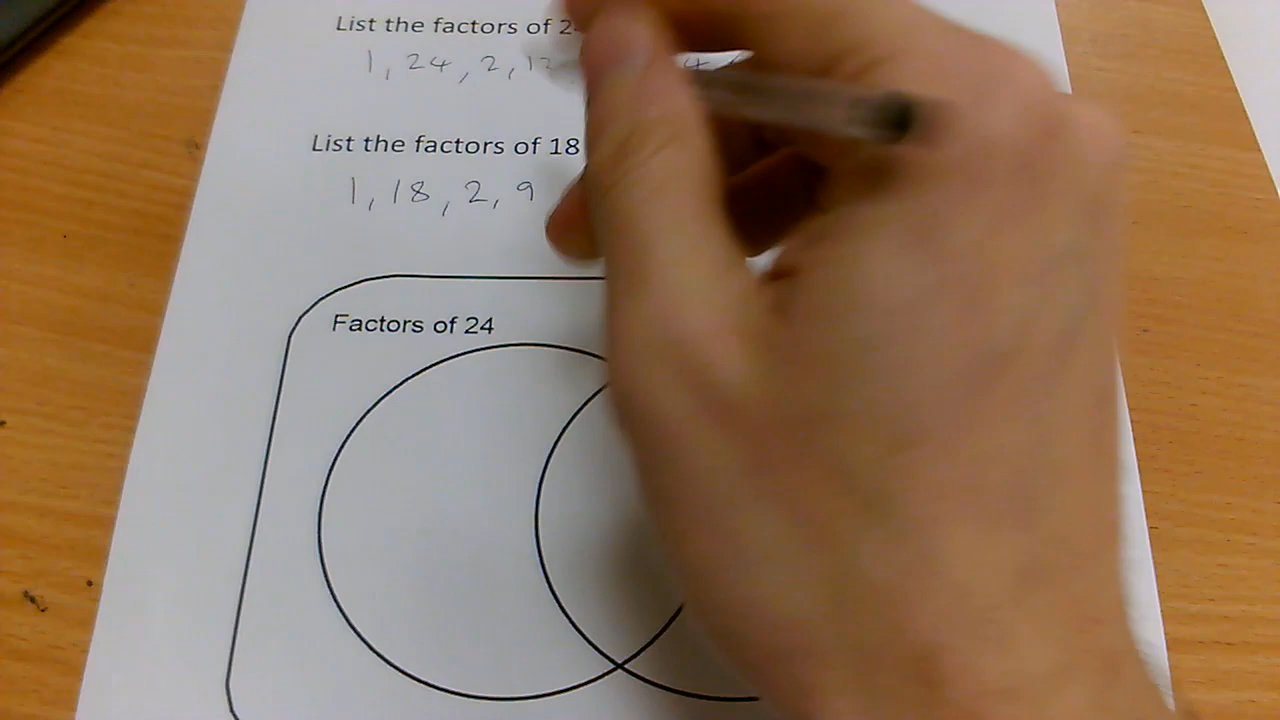 List the factors of
1, 24, 2, 12
List the factors of 18
1, 18, 2, 9
Factors of 24